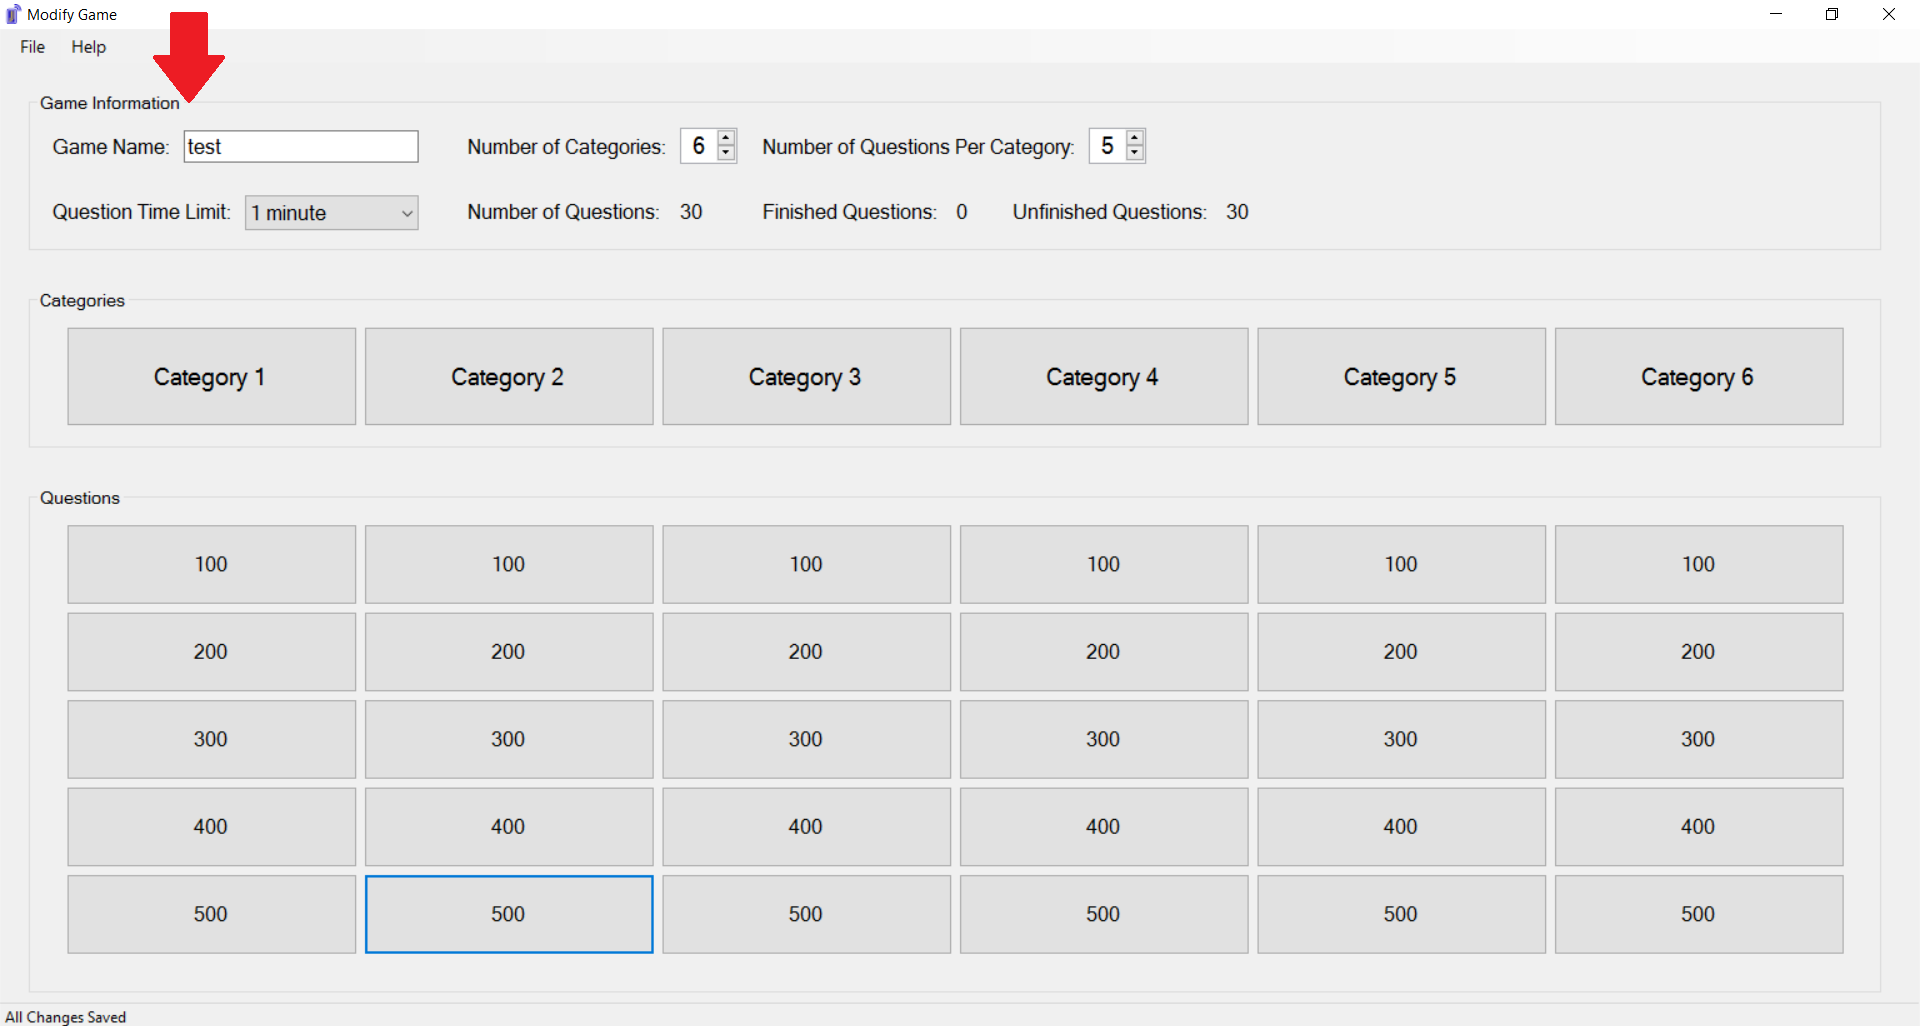 Modify Game
File Help
Game Information
Game Name: test Number of Categories: 6 Number of Questions Per Category: 5
Question Time Limit: 1 minute Number of Questions: 30 Finished Questions: 0 Unfinished Questions: 30
Categories
Category 1 Category 2 Category 3 Category 4 Category 5 Category 6
Questions
100 100 100 100 100 100
200 200 200 200 200 200
300 300 300 300 300 300
400 400 400 400 400 400
500 500 500 500 500 500
All Changes Saved